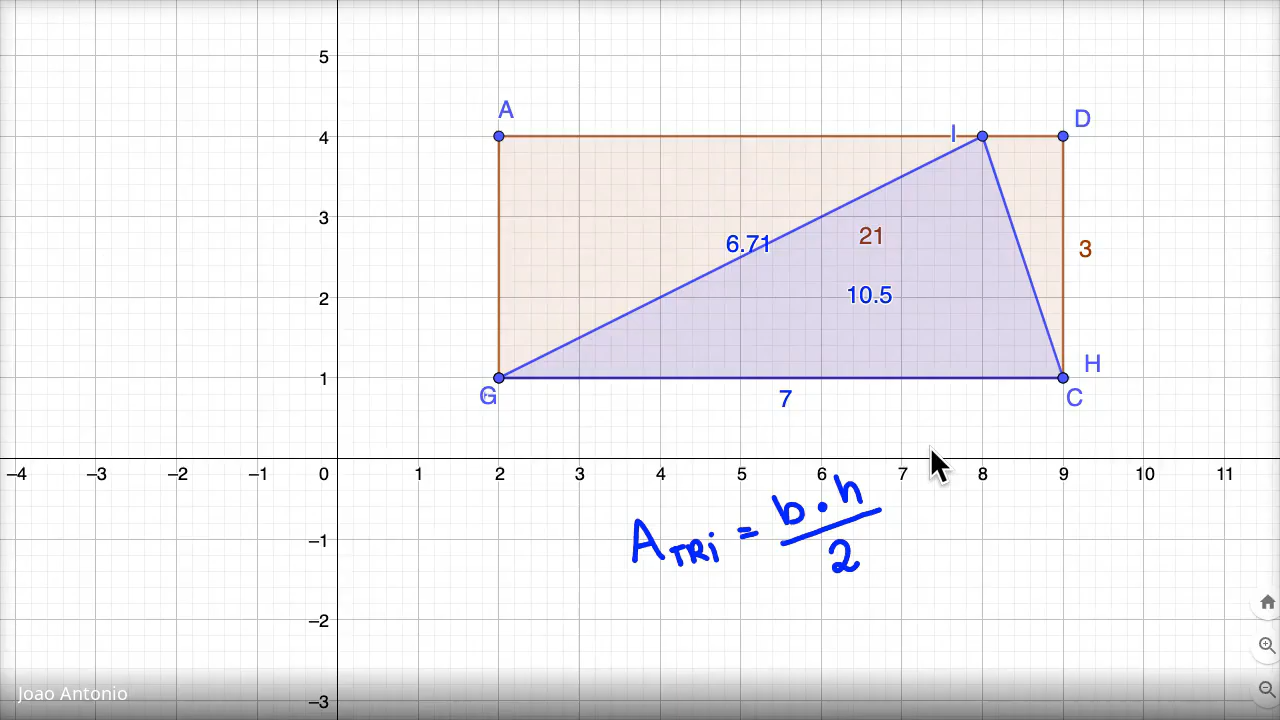 5
A
D
4
I
3
6.71
21
3
2
10.5
1
H
G
7
C
–4 –3 –2 –1 0 1 2 3 4 5 6 7 8 9 10 11
A_TRi = b·h / 2
–1
–2
–3
Joao Antonio